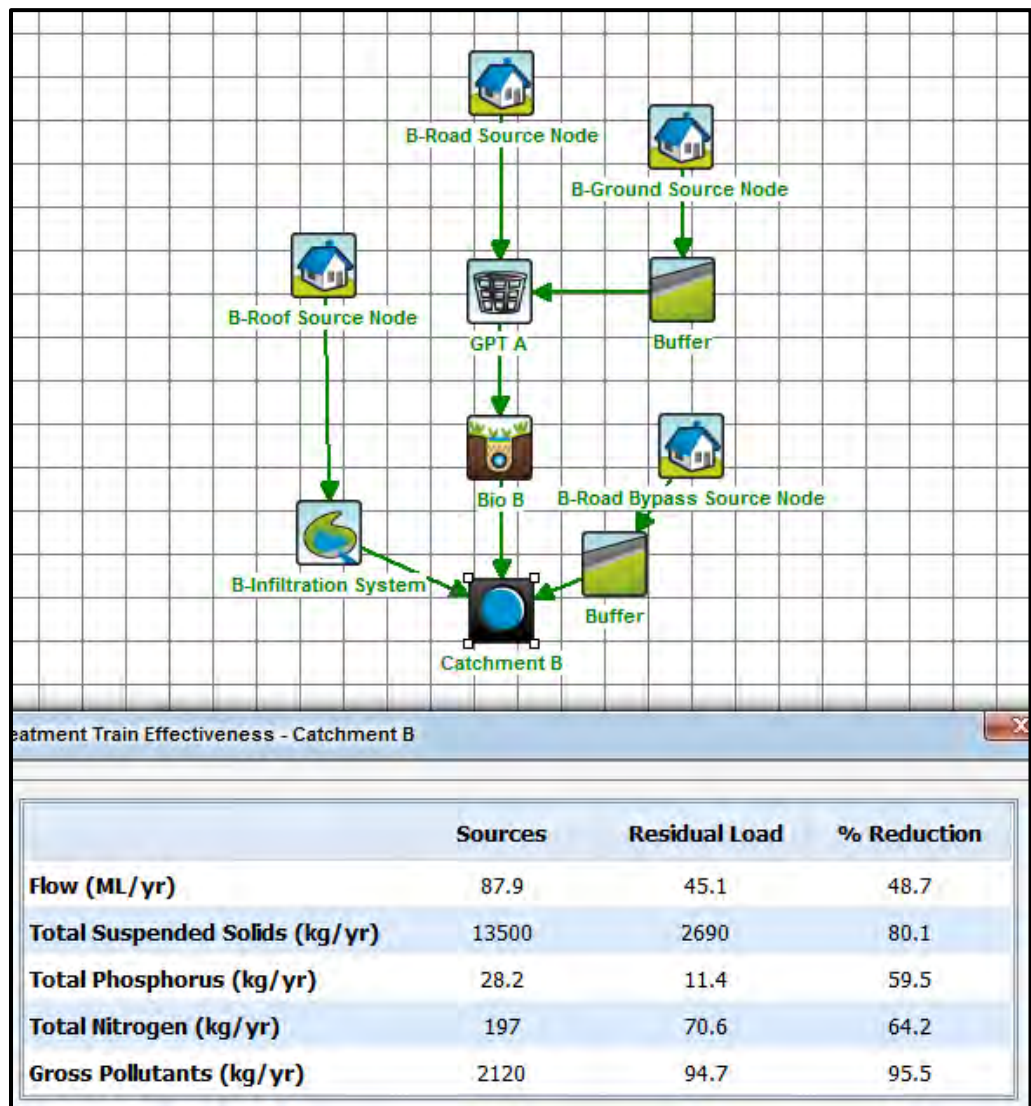 B-Road Source Node
B-Ground Source Node
B-Roof Source Node
GPT A
Buffer
Bio B
B-Road Bypass Source Node
B-Infiltration System
Buffer
Catchment B
eatment Train Effectiveness - Catchment B
Sources Residual Load % Reduction
Flow (ML/yr) 87.9 45.1 48.7
Total Suspended Solids (kg/yr) 13500 2690 80.1
Total Phosphorus (kg/yr) 28.2 11.4 59.5
Total Nitrogen (kg/yr) 197 70.6 64.2
Gross Pollutants (kg/yr) 2120 94.7 95.5